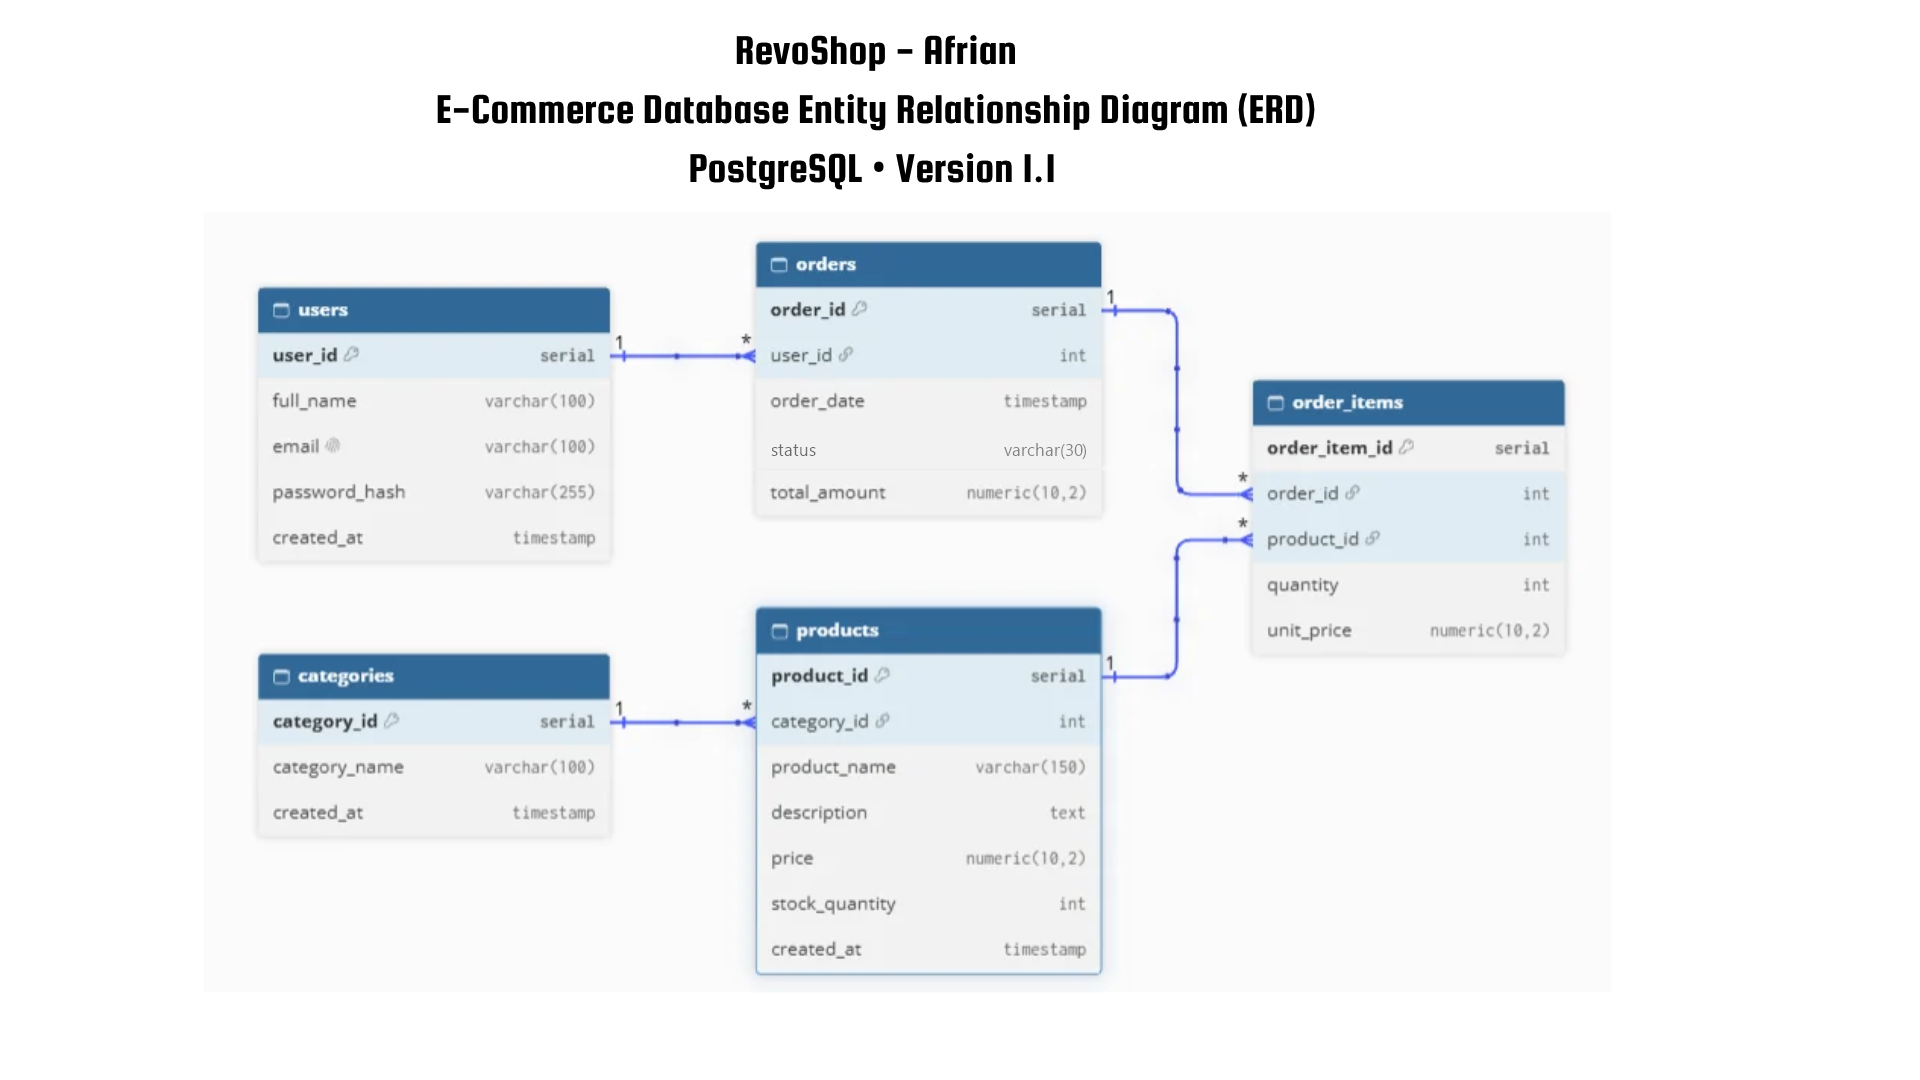 RevoShop - Afrian
E-Commerce Database Entity Relationship Diagram (ERD)
PostgreSQL • Version 1.1
users
user_id serial
full_name varchar(100)
email varchar(100)
password_hash varchar(255)
created_at timestamp
1 *
orders
order_id serial
user_id int
order_date timestamp
status varchar(30)
total_amount numeric(10,2)
1
*
order_items
order_item_id serial
order_id int
product_id int
quantity int
unit_price numeric(10,2)
*
1
categories
category_id serial
category_name varchar(100)
created_at timestamp
1 *
products
product_id serial
category_id int
product_name varchar(150)
description text
price numeric(10,2)
stock_quantity int
created_at timestamp